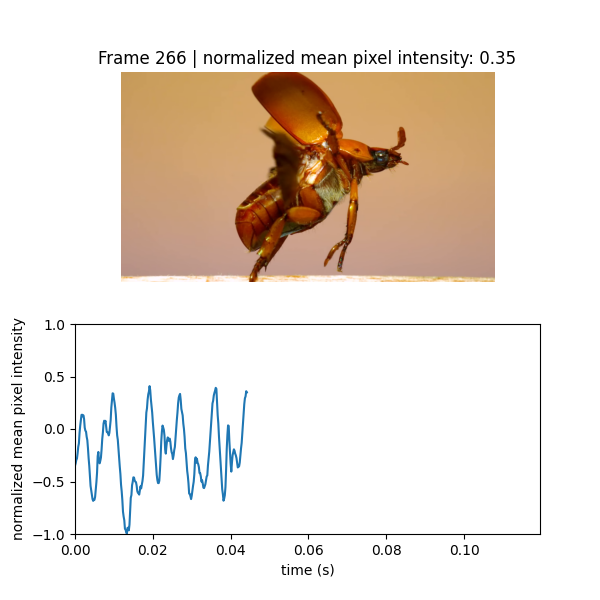 Frame 266 | normalized mean pixel intensity: 0.35
normalized mean pixel intensity
1.0
0.5
0.0
−0.5
−1.0
0.00 0.02 0.04 0.06 0.08 0.10
time (s)